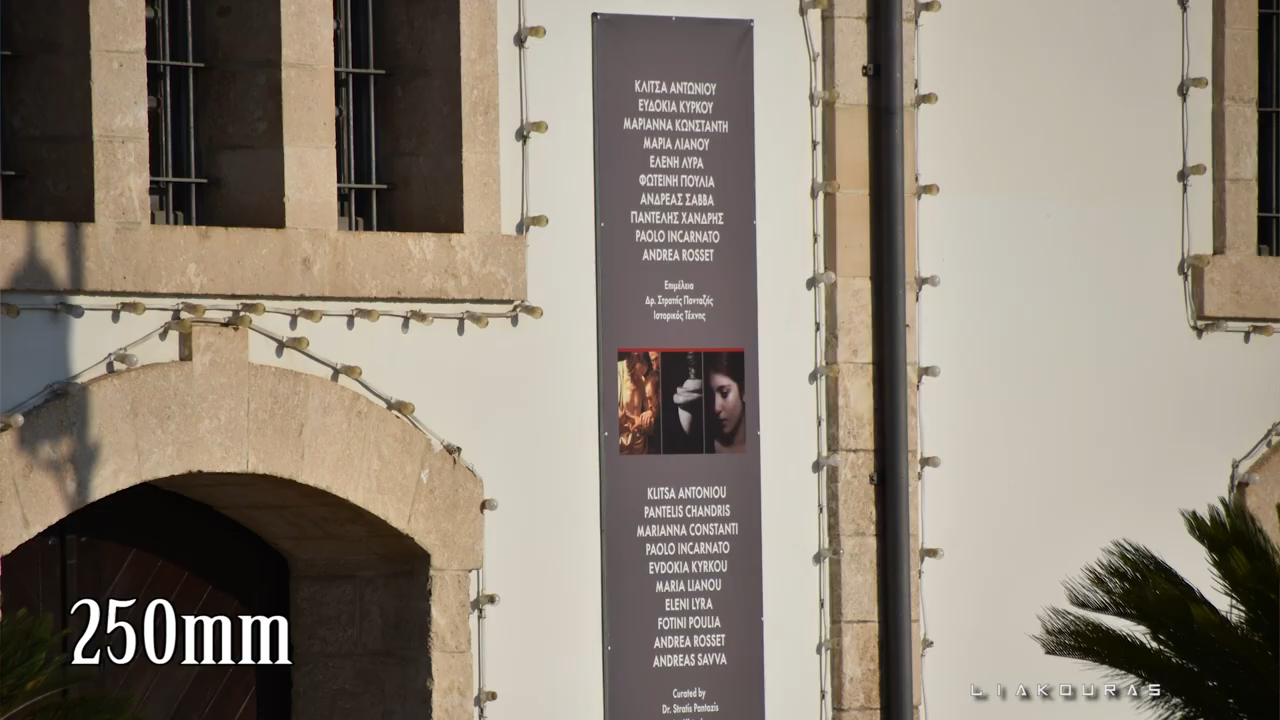 ΚΛΙΤΣΑ ΑΝΤΩΝΙΟΥ
ΕΥΔΟΚΙΑ ΚΥΡΚΟΥ
ΜΑΡΙΑΝΝΑ ΚΩΝΣΤΑΝΤΗ
ΜΑΡΙΑ ΛΙΑΝΟΥ
ΕΛΕΝΗ ΛΥΡΑ
ΦΩΤΕΙΝΗ ΠΟΥΛΙΑ
ΑΝΔΡΕΑΣ ΣΑΒΒΑ
ΠΑΝΤΕΛΗΣ ΧΑΝΔΡΗΣ
PAOLO INCARNATO
ANDREA ROSSET
Επιμέλεια
Δρ. Στρατής Πανταζής
Ιστορικός Τέχνης
KLITSA ANTONIOU
PANTELIS CHANDRIS
MARIANNA CONSTANTI
PAOLO INCARNATO
EVDOKIA KYRKOU
MARIA LIANOU
ELENI LYRA
FOTINI POULIA
ANDREA ROSSET
ANDREAS SAVVA
Curated by
Dr. Stratis Pantazis
250mm
LIAKOURAS